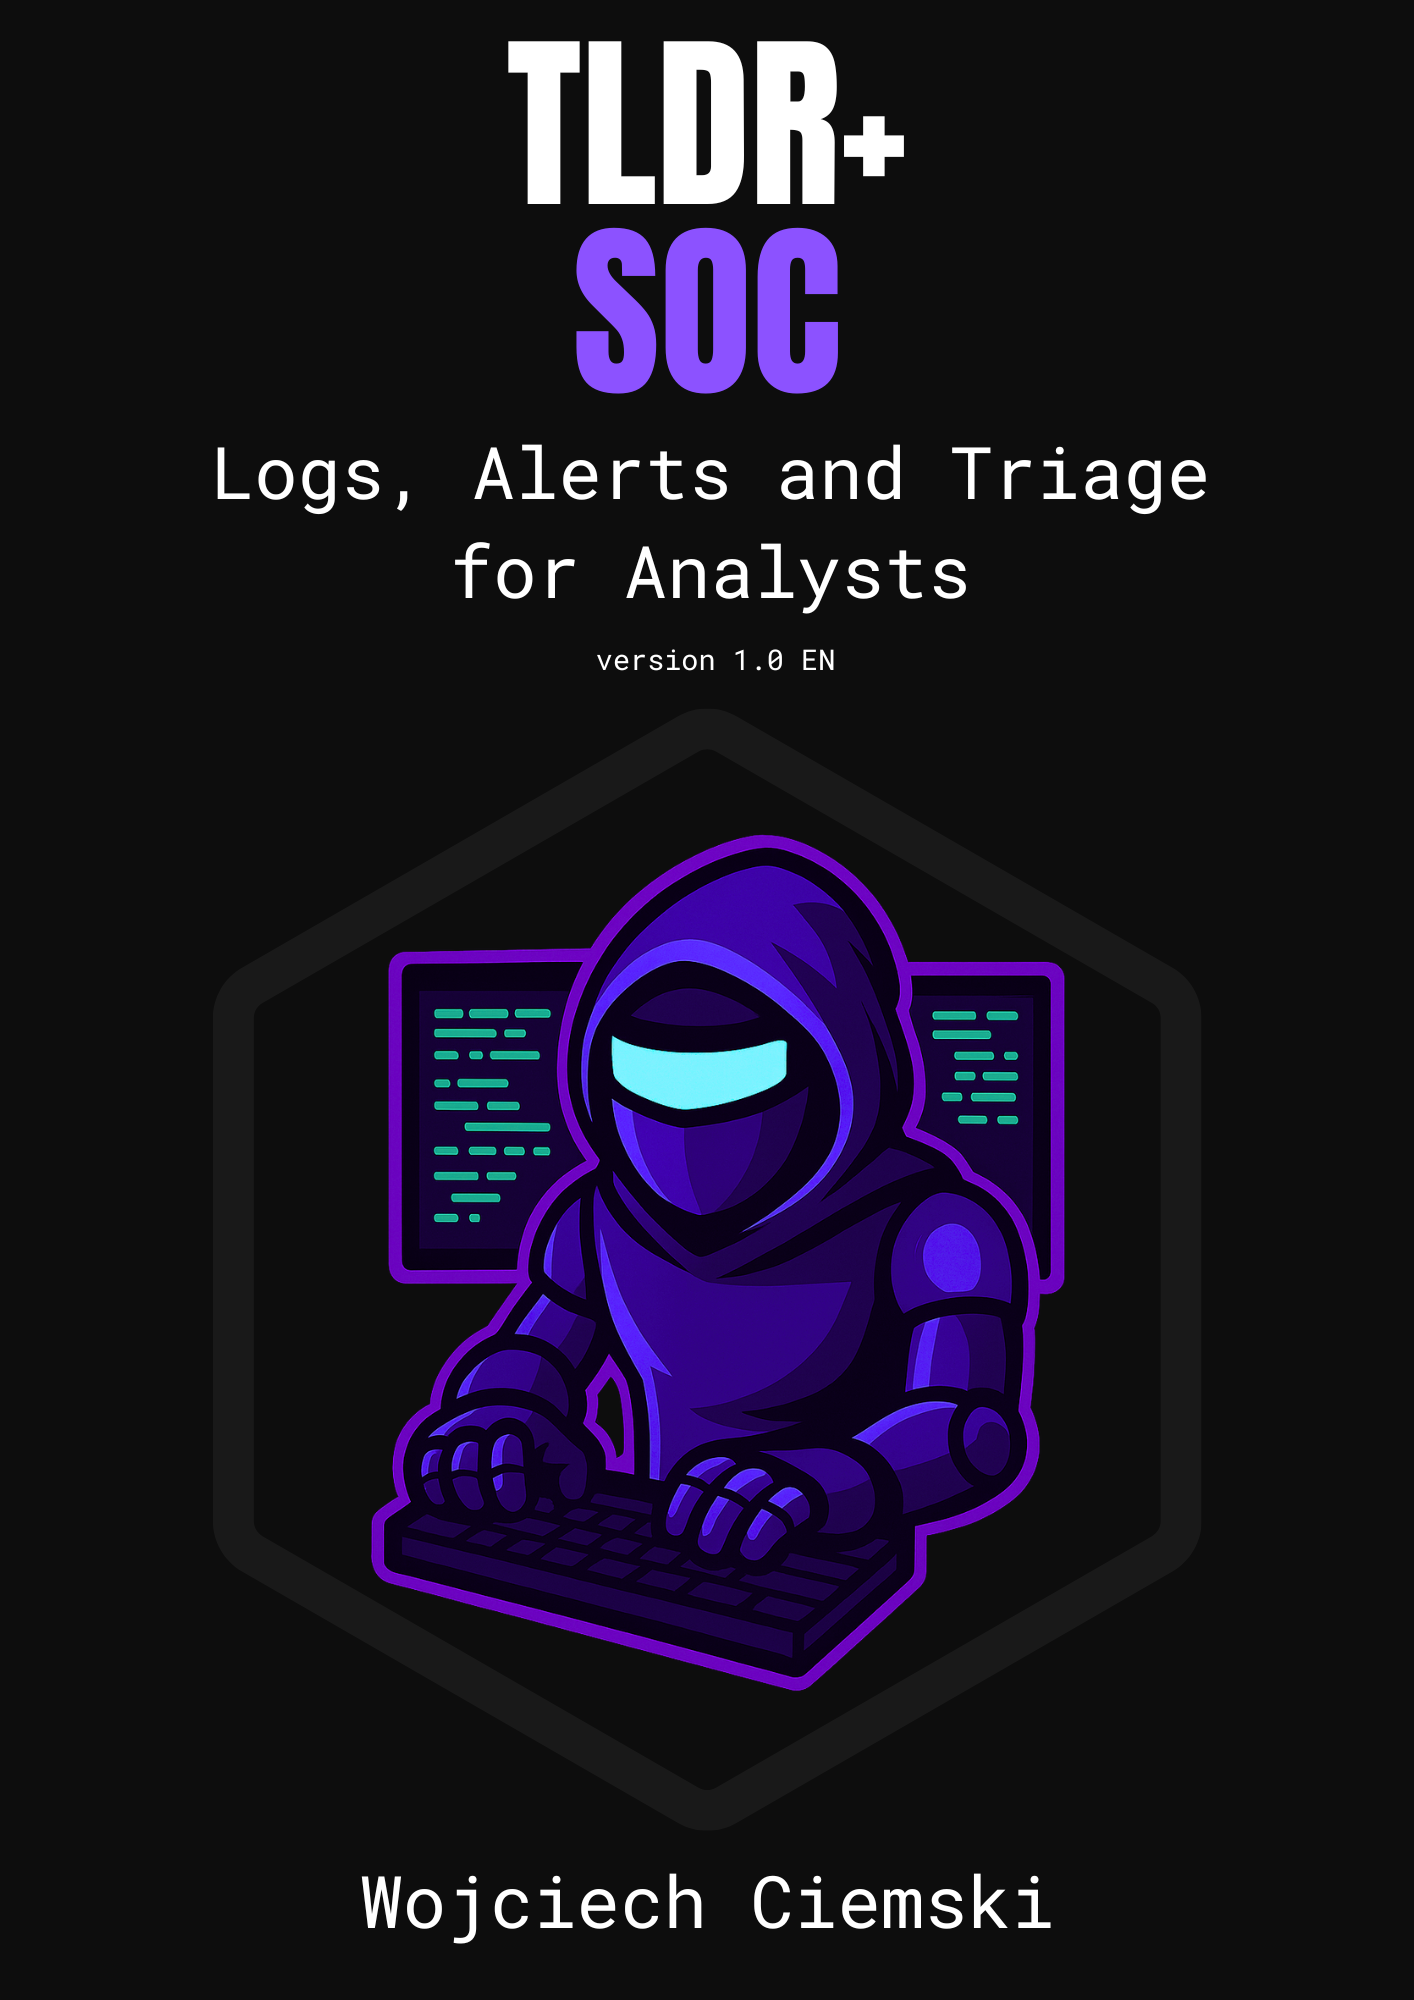 TLDR+
SOC
Logs, Alerts and Triage
for Analysts
version 1.0 EN
Wojciech Ciemski